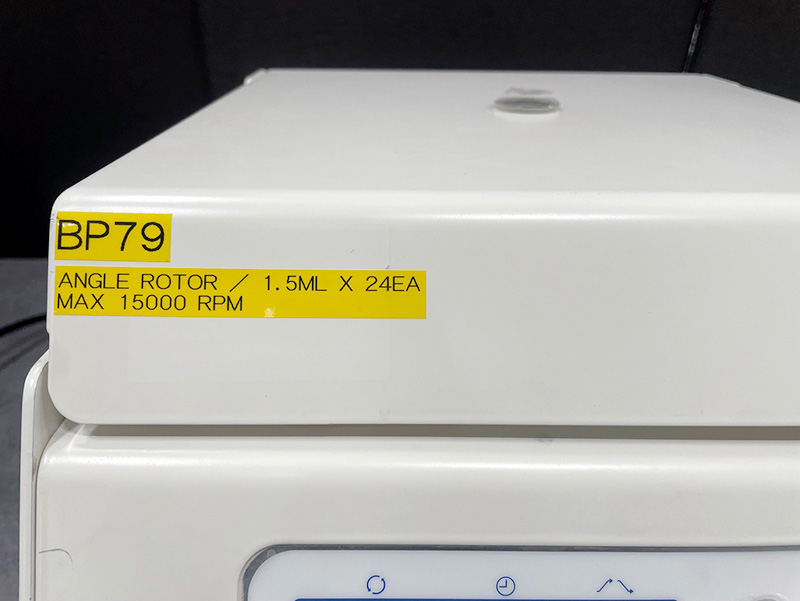 BP79
ANGLE ROTOR / 1.5ML X 24EA
MAX 15000 RPM